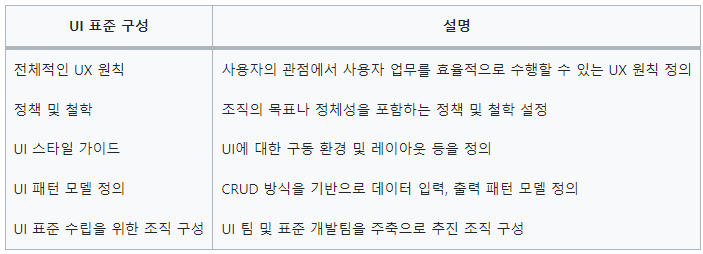 UI 표준 구성 설명
전체적인 UX 원칙 사용자의 관점에서 사용자 업무를 효율적으로 수행할 수 있는 UX 원칙 정의
정책 및 철학 조직의 목표나 정체성을 포함하는 정책 및 철학 설정
UI 스타일 가이드 UI에 대한 구동 환경 및 레이아웃 등을 정의
UI 패턴 모델 정의 CRUD 방식을 기반으로 데이터 입력, 출력 패턴 모델 정의
UI 표준 수립을 위한 조직 구성 UI 팀 및 표준 개발팀을 주축으로 추진 조직 구성